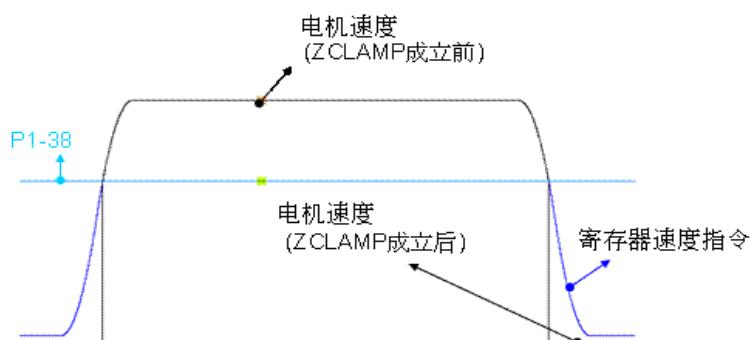 电机速度
(ZCLAMP成立前)
P1-38
电机速度
(ZCLAMP成立后)
寄存器速度指令